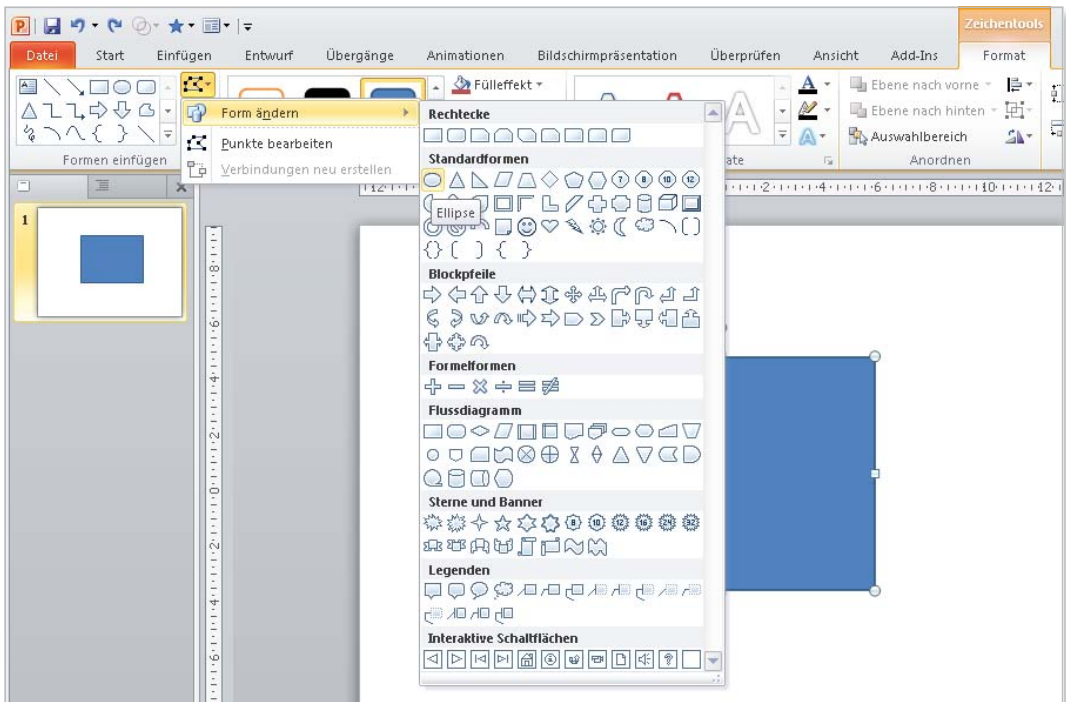 Zeichentools
Datei Start Einfügen Entwurf Übergänge Animationen Bildschirmpräsentation Überprüfen Ansicht Add-Ins Format
Fülleffekt
Ebene nach vorne
Ebene nach hinten
Auswahlbereich
Formen einfügen
Anordnen
Form ändern
Punkte bearbeiten
Verbindungen neu erstellen
Rechtecke
Standardformen
Ellipse
Blockpfeile
Formelformen
Flussdiagramm
Sterne und Banner
Legenden
Interaktive Schaltflächen
1